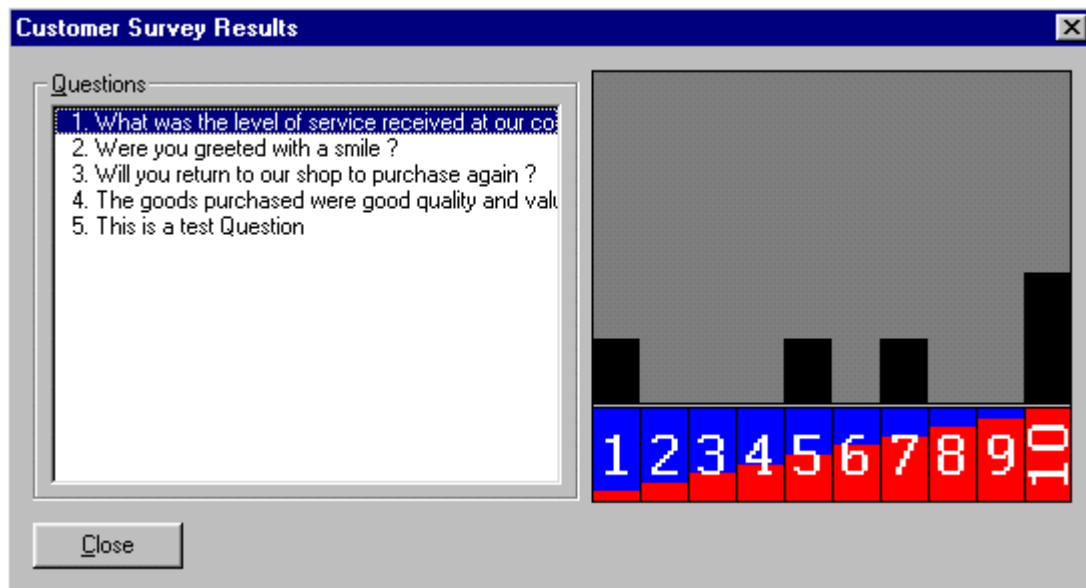 Customer Survey Results
Questions
1. What was the level of service received at our co
2. Were you greeted with a smile ?
3. Will you return to our shop to purchase again ?
4. The goods purchased were good quality and valu
5. This is a test Question
1 2 3 4 5 6 7 8 9 10
Close